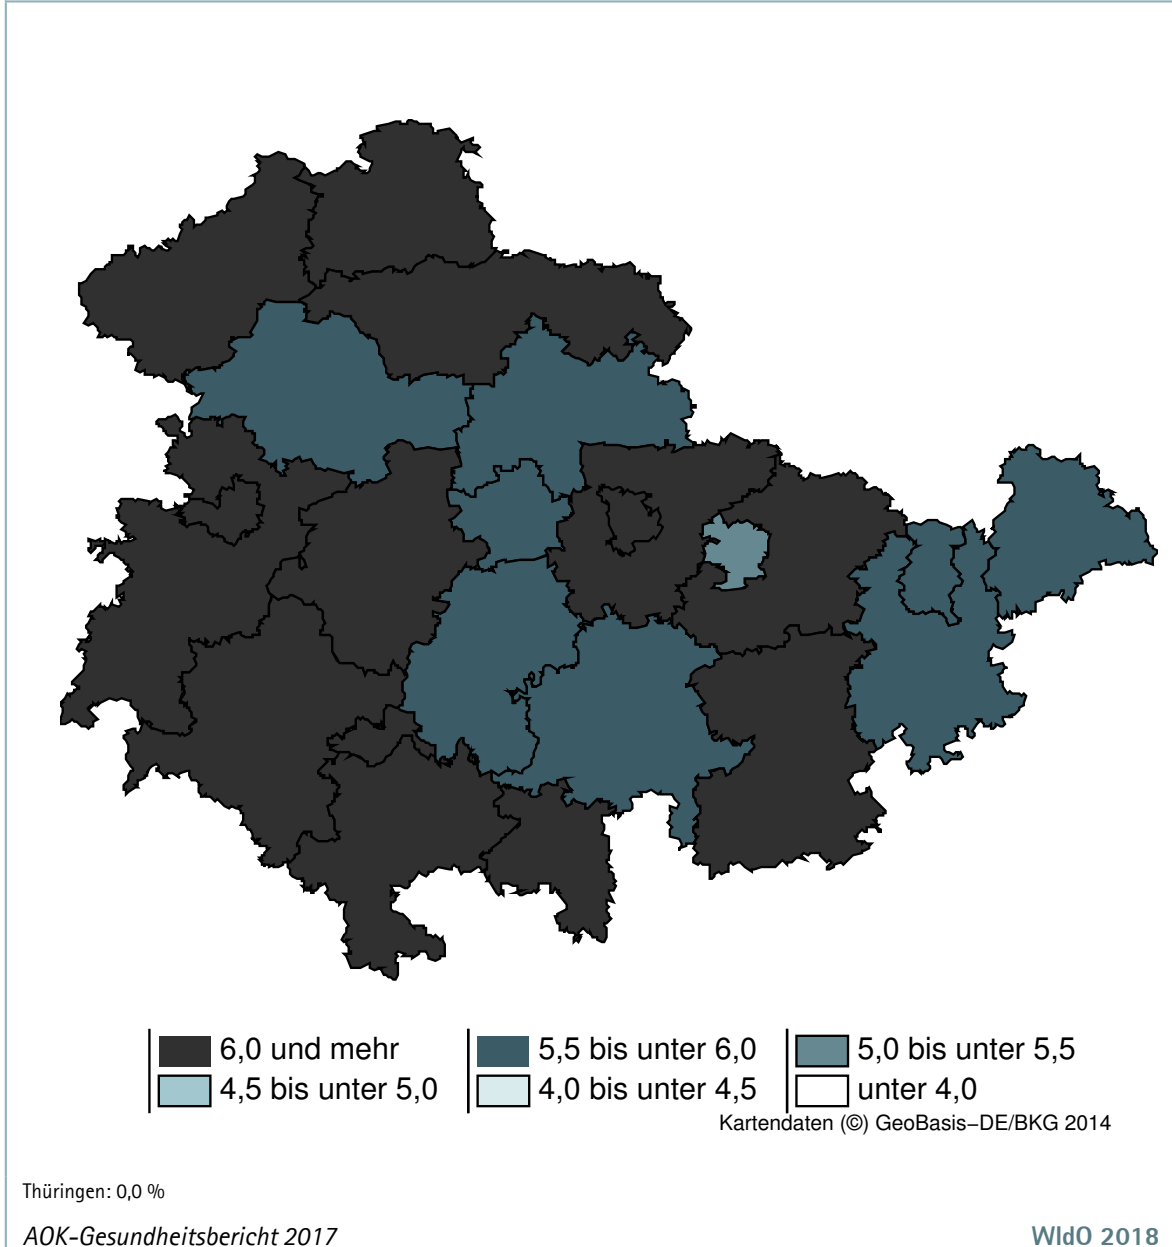 6,0 und mehr 5,5 bis unter 6,0 5,0 bis unter 5,5
4,5 bis unter 5,0 4,0 bis unter 4,5 unter 4,0
Kartendaten (©) GeoBasis−DE/BKG 2014
Thüringen: 0,0 %
AOK-Gesundheitsbericht 2017 WIdO 2018